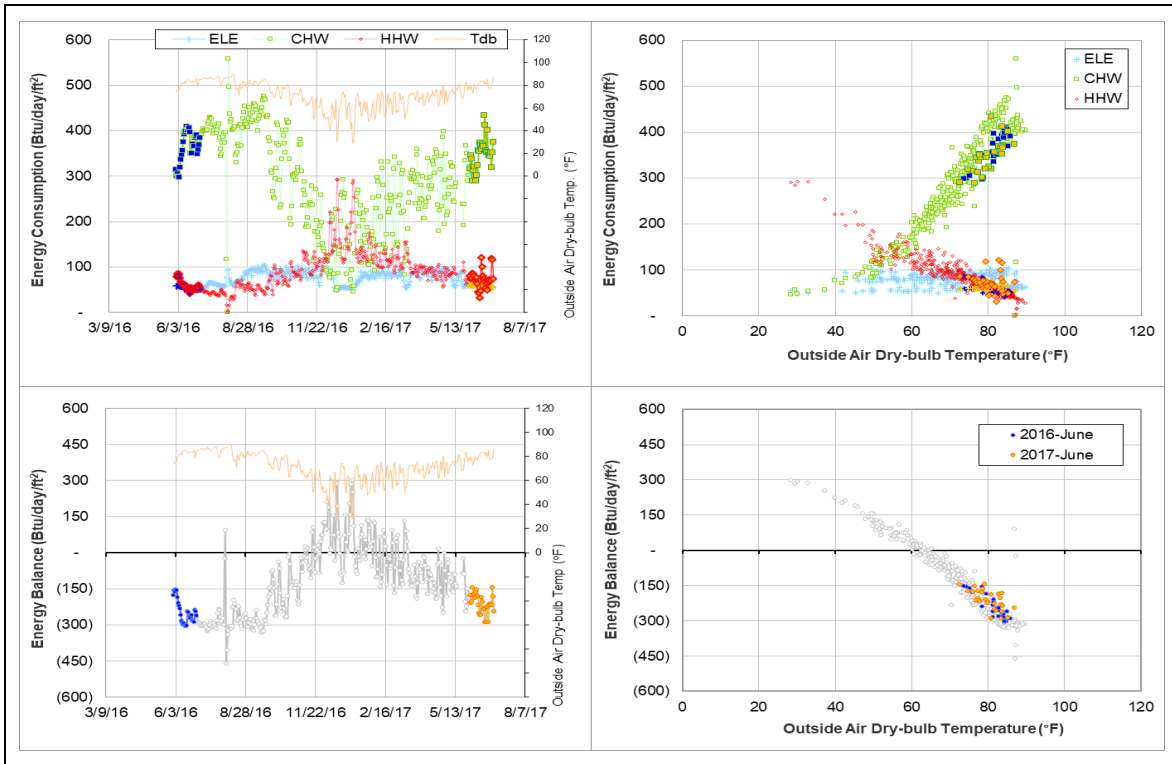 ELE CHW HHW Tdb
Energy Consumption (Btu/day/ft²)
600
500
400
300
200
100
-
120
100
80
60
40
20
0
Outside Air Dry-bulb Temp. (°F)
3/9/16 6/3/16 8/28/16 11/22/16 2/16/17 5/13/17 8/7/17
ELE
CHW
HHW
Energy Consumption (Btu/day/ft²)
600
500
400
300
200
100
-
0 20 40 60 80 100 120
Outside Air Dry-bulb Temperature (°F)
Energy Balance (Btu/day/ft²)
600
450
300
150
-
(150)
(300)
(450)
(600)
120
100
80
60
40
20
0
Outside Air Dry-bulb Temp (°F)
3/9/16 6/3/16 8/28/16 11/22/16 2/16/17 5/13/17 8/7/17
2016-June
2017-June
Energy Balance (Btu/day/ft²)
600
450
300
150
-
(150)
(300)
(450)
(600)
0 20 40 60 80 100 120
Outside Air Dry-bulb Temperature (°F)